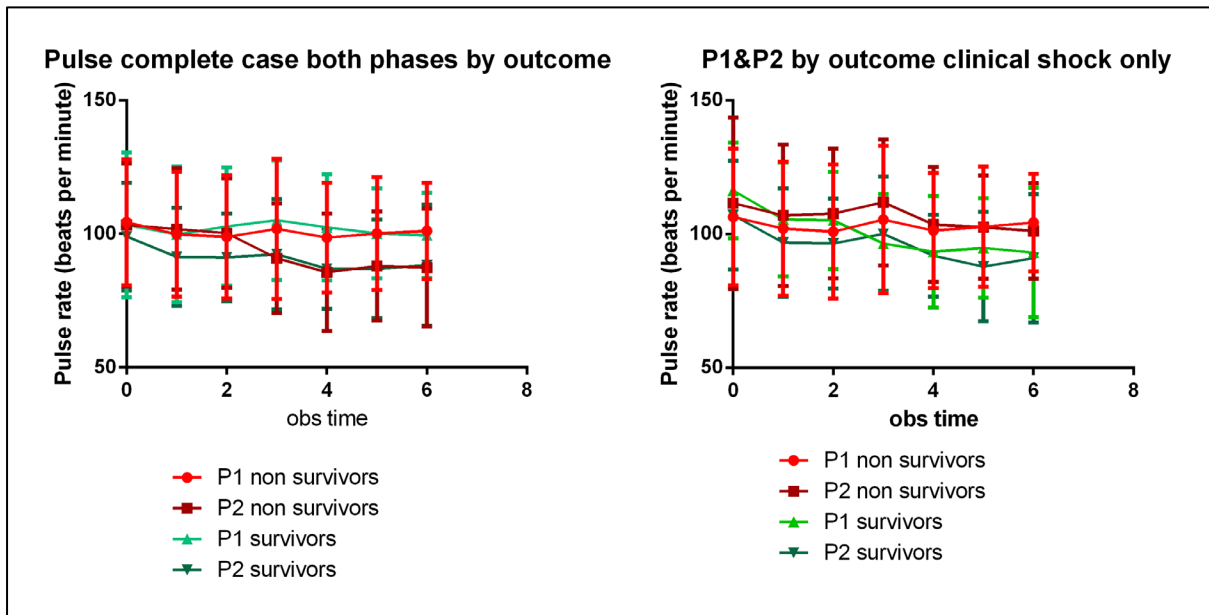 Pulse complete case both phases by outcome
Pulse rate (beats per minute)
150
100
50
0
2
4
6
8
obs time
P1 non survivors
P2 non survivors
P1 survivors
P2 survivors
P1&P2 by outcome clinical shock only
Pulse rate (beats per minute)
150
100
50
0
2
4
6
8
obs time
P1 non survivors
P2 non survivors
P1 survivors
P2 survivors